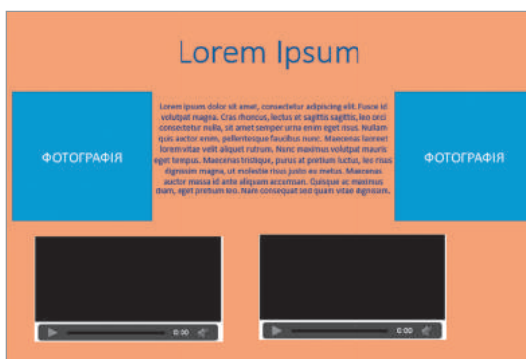 Lorem Ipsum
ФОТОГРАФІЯ
Lorem ipsum dolor sit amet, consectetur adipiscing elit. Fusce id
volutpat magna. Cras rhoncus, lectus et sagittis sagittis, leo orci
consectetur nulla, sit amet semper urna enim eget risus. Nullam
quis auctor enim, pellentesque faucibus nunc. Maecenas laoreet
lorem vitae velit aliquet rutrum. Nunc maximus volutpat mauris
eget tempus. Maecenas tristique, purus at pretium luctus, leo risus
dignissim magna, ut molestie risus justo eu metus. Maecenas
auctor massa id ante aliquam accumsan. Quisque ac maximus
diam, eget pretium leo. Nam consequat sed quam vitae dignissim.
ФОТОГРАФІЯ
0:00
0:00